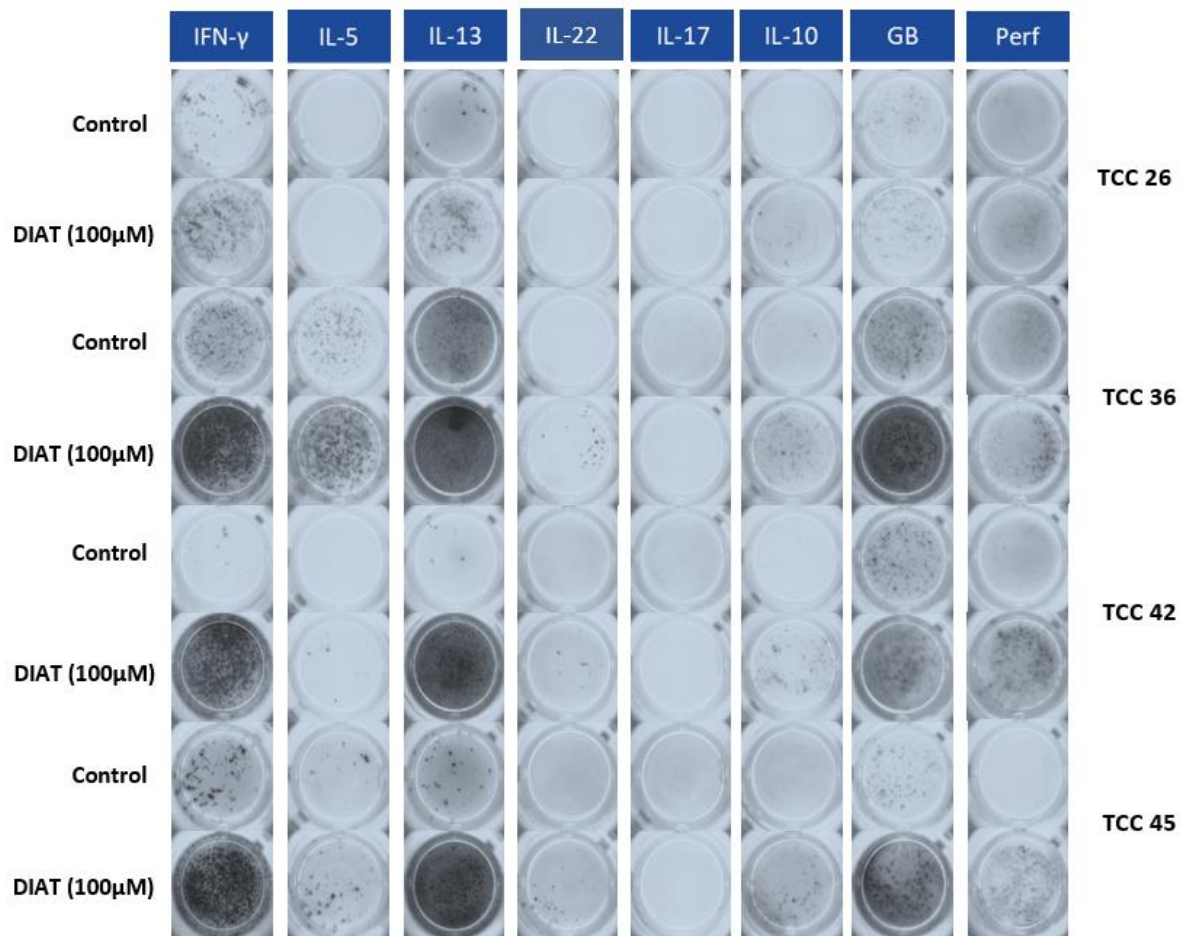 IFN-γ IL-5 IL-13 IL-22 IL-17 IL-10 GB Perf
Control
TCC 26
DIAT (100µM)
Control
TCC 36
DIAT (100µM)
Control
TCC 42
DIAT (100µM)
Control
TCC 45
DIAT (100µM)